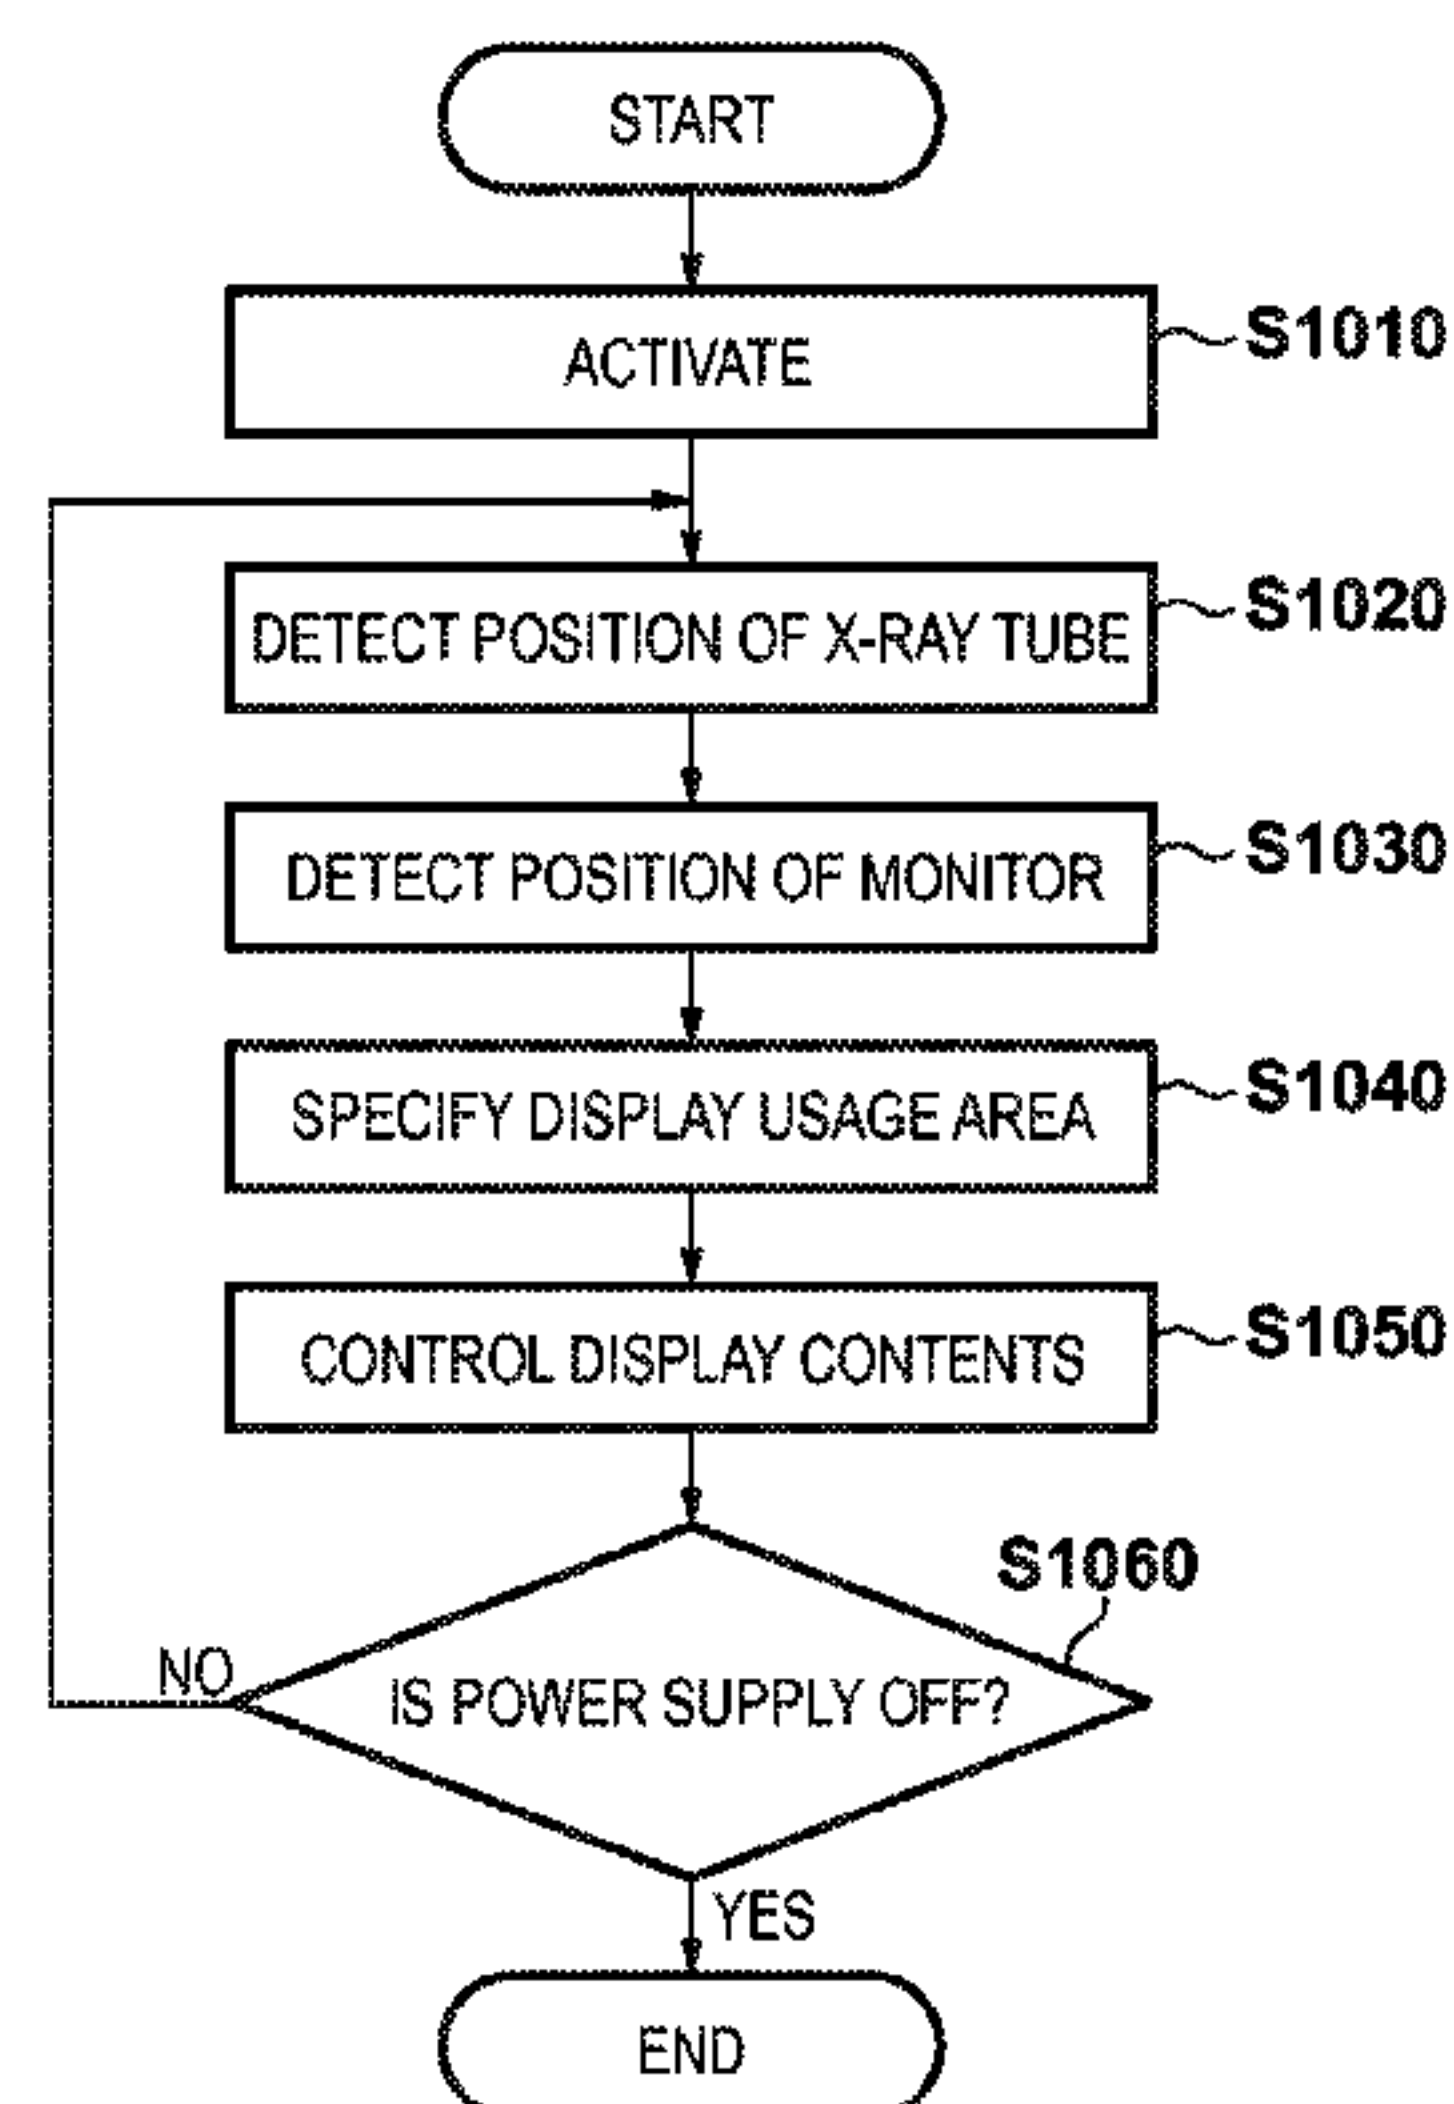 START
ACTIVATE
S1010
DETECT POSITION OF X-RAY TUBE
S1020
DETECT POSITION OF MONITOR
S1030
SPECIFY DISPLAY USAGE AREA
S1040
CONTROL DISPLAY CONTENTS
S1050
S1060
NO
IS POWER SUPPLY OFF?
YES
END